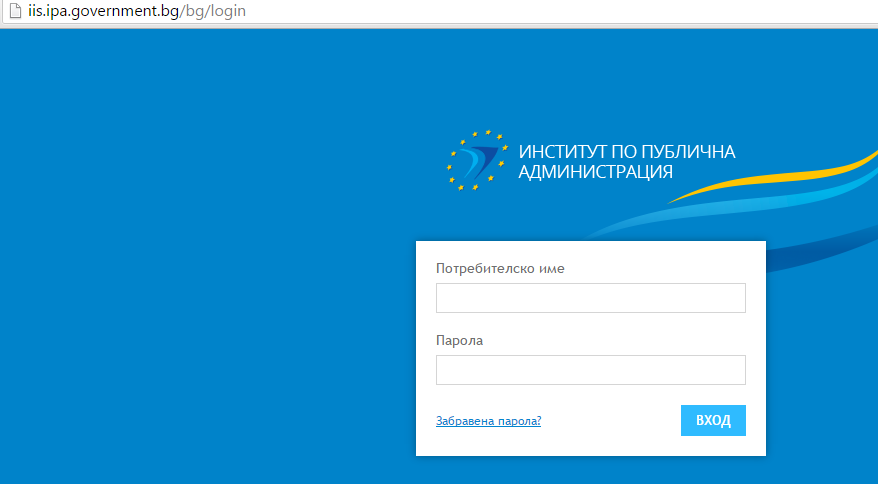 iis.ipa.government.bg/bg/login
ИНСТИТУТ ПО ПУБЛИЧНА
АДМИНИСТРАЦИЯ
Потребителско име
Парола
Забравена парола?
ВХОД